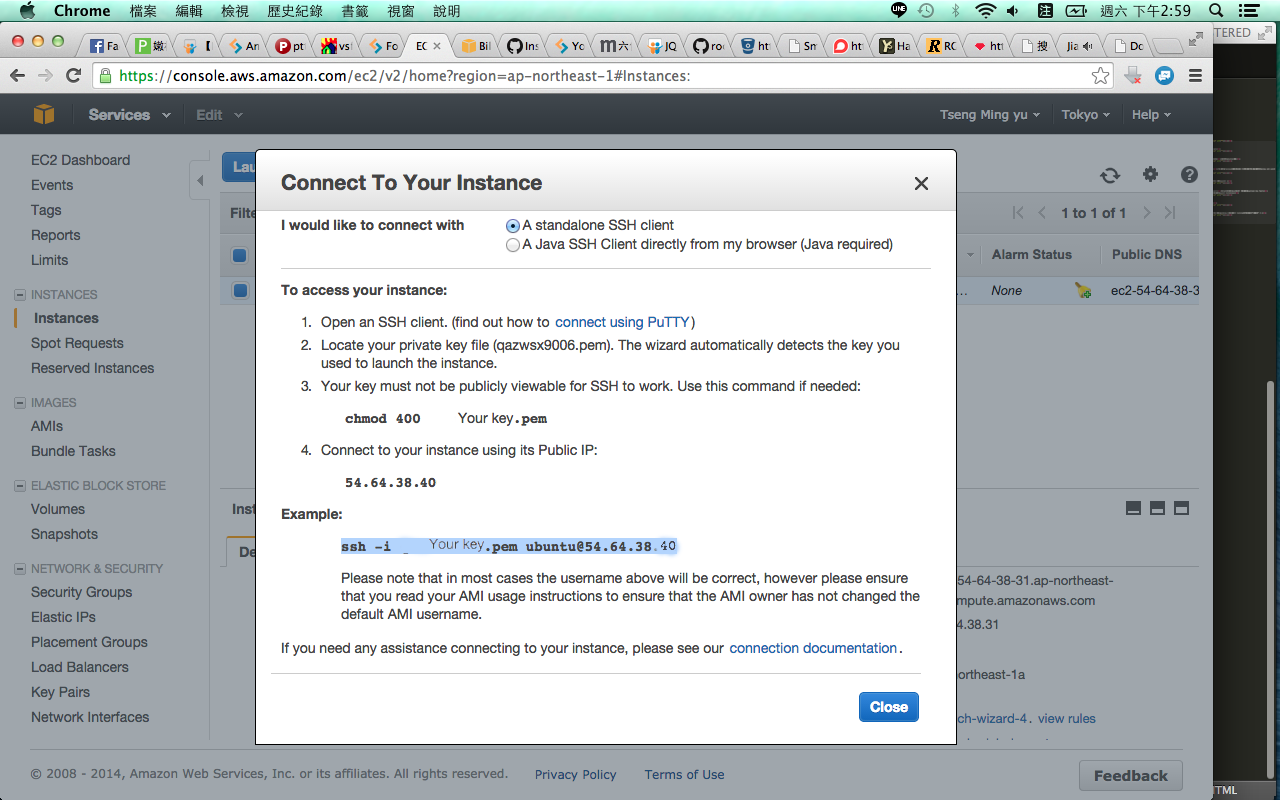 Chrome 檔案 編輯 檢視 歷史紀錄 書籤 視窗 說明 LINE 注 週六 下午2:59
Fa 嫩 【 An pt vst Fo EC Bil Ins Yo 六 JQ roc ht Sm ht Ha RC htt 搜 Jia Do
TERED
https://console.aws.amazon.com/ec2/v2/home?region=ap-northeast-1#Instances:
Services Edit Tseng Ming yu Tokyo Help
EC2 Dashboard
Events
Tags
Reports
Limits
INSTANCES
Instances
Spot Requests
Reserved Instances
IMAGES
AMIs
Bundle Tasks
ELASTIC BLOCK STORE
Volumes
Snapshots
NETWORK & SECURITY
Security Groups
Elastic IPs
Placement Groups
Load Balancers
Key Pairs
Network Interfaces
Lau
Filte
1 to 1 of 1
Alarm Status Public DNS
... None ec2-54-64-38-3
Inst
De
54-64-38-31.ap-northeast-
mpute.amazonaws.com
4.38.31
ortheast-1a
ch-wizard-4. view rules
Connect To Your Instance
I would like to connect with A standalone SSH client
A Java SSH Client directly from my browser (Java required)
To access your instance:
1. Open an SSH client. (find out how to connect using PuTTY)
2. Locate your private key file (qazwsx9006.pem). The wizard automatically detects the key you
used to launch the instance.
3. Your key must not be publicly viewable for SSH to work. Use this command if needed:
chmod 400 Your key.pem
4. Connect to your instance using its Public IP:
54.64.38.40
Example:
ssh -i Your key.pem ubuntu@54.64.38.40
Please note that in most cases the username above will be correct, however please ensure
that you read your AMI usage instructions to ensure that the AMI owner has not changed the
default AMI username.
If you need any assistance connecting to your instance, please see our connection documentation.
Close
© 2008 - 2014, Amazon Web Services, Inc. or its affiliates. All rights reserved. Privacy Policy Terms of Use
Feedback
HTML